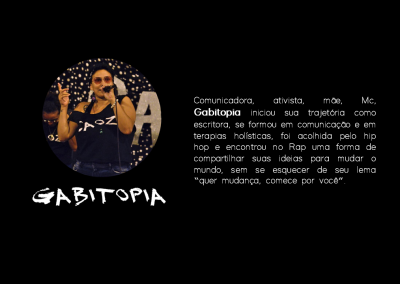 Comunicadora, ativista, mãe, Mc,
Gabitopia iniciou sua trajetória como
escritora, se formou em comunicação e em
terapias holísticas, foi acolhida pelo hip
hop e encontrou no Rap uma forma de
compartilhar suas ideias para mudar o
mundo, sem se esquecer de seu lema
"quer mudança, comece por você".
GABITOPIA